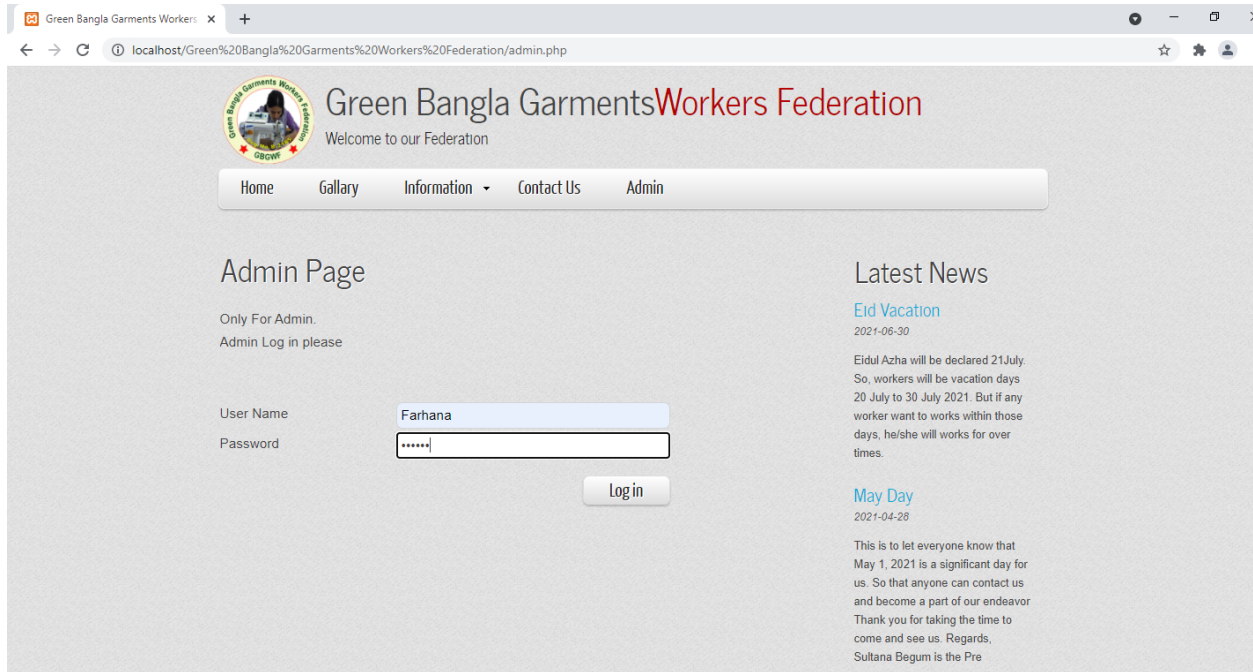 Green Bangla Garments Workers
localhost/Green%20Bangla%20Garments%20Workers%20Federation/admin.php
Green Bangla Garments Workers Federation
GBGWF
Green Bangla GarmentsWorkers Federation
Welcome to our Federation
Home Gallary Information Contact Us Admin
Admin Page
Only For Admin.
Admin Log in please
User Name Farhana
Password ••••••
Log in
Latest News
Eid Vacation
2021-06-30
Eidul Azha will be declared 21July.
So, workers will be vacation days
20 July to 30 July 2021. But if any
worker want to works within those
days, he/she will works for over
times.
May Day
2021-04-28
This is to let everyone know that
May 1, 2021 is a significant day for
us. So that anyone can contact us
and become a part of our endeavor
Thank you for taking the time to
come and see us. Regards,
Sultana Begum is the Pre